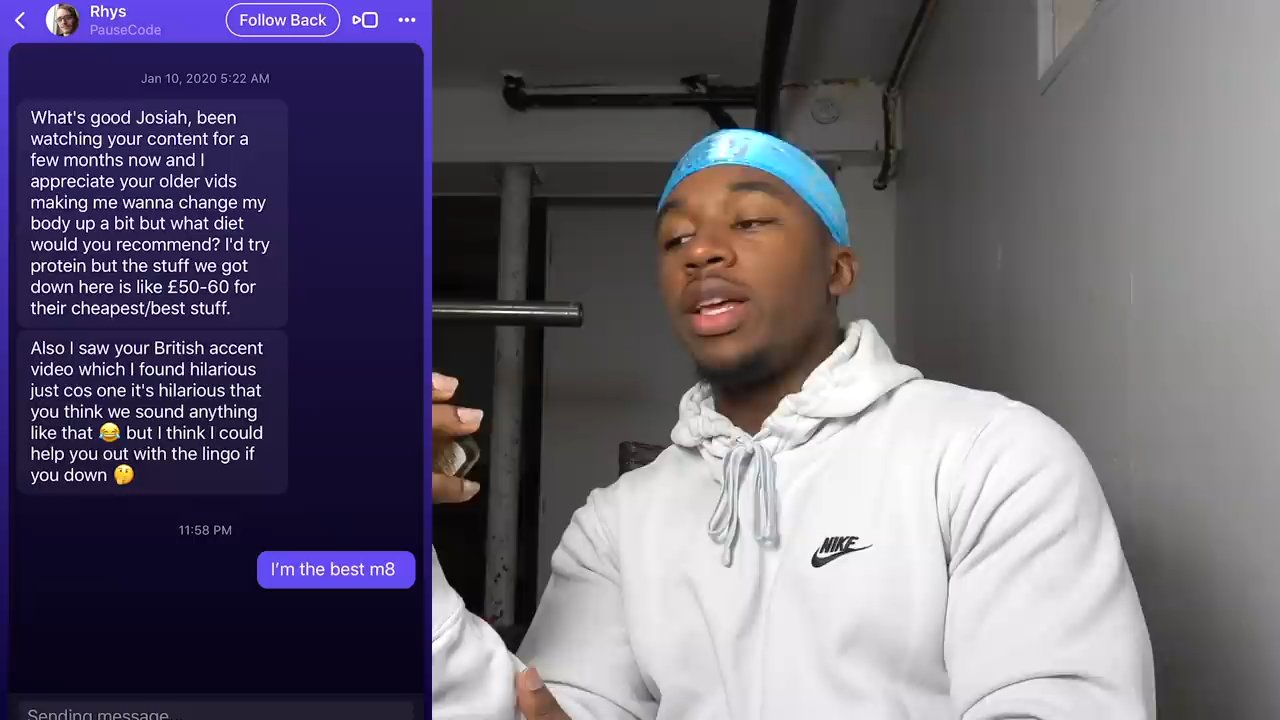 Rhys
PauseCode
Follow Back
Jan 10, 2020 5:22 AM
What's good Josiah, been
watching your content for a
few months now and I
appreciate your older vids
making me wanna change my
body up a bit but what diet
would you recommend? I'd try
protein but the stuff we got
down here is like £50-60 for
their cheapest/best stuff.
Also I saw your British accent
video which I found hilarious
just cos one it's hilarious that
you think we sound anything
like that 😂 but I think I could
help you out with the lingo if
you down 🤔
11:58 PM
I'm the best m8
Sending message...
NIKE